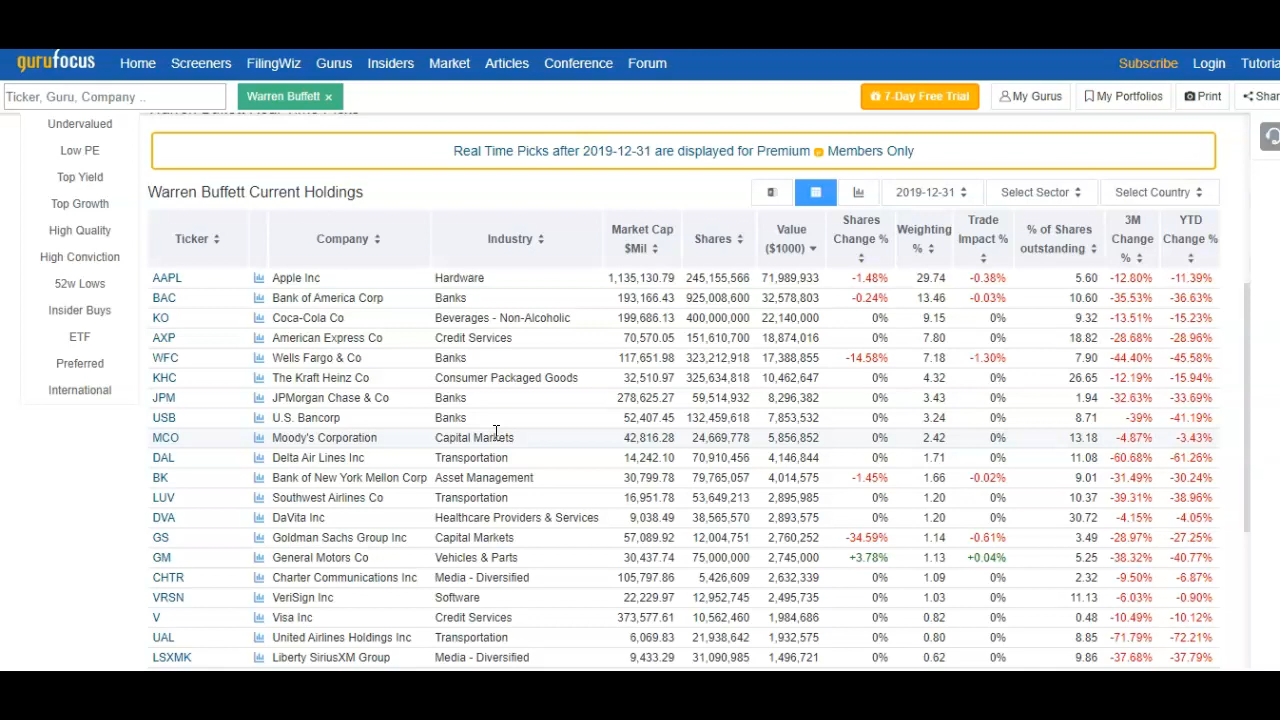 gurufocus Home Screeners FilingWiz Gurus Insiders Market Articles Conference Forum Subscribe Login Tutoria
Ticker, Guru, Company .. Warren Buffett × 7-Day Free Trial My Gurus My Portfolios Print Shar
Undervalued
Low PE
Top Yield
Top Growth
High Quality
High Conviction
52w Lows
Insider Buys
ETF
Preferred
International
Warren Buffett Real Time Picks
Real Time Picks after 2019-12-31 are displayed for Premium Members Only
Warren Buffett Current Holdings 2019-12-31 Select Sector Select Country
Ticker Company Industry Market Cap $Mil Shares Value ($1000) Shares Change % Weighting % Trade Impact % % of Shares outstanding 3M Change % YTD Change %
AAPL Apple Inc Hardware 1,135,130.79 245,155,566 71,989,933 -1.48% 29.74 -0.38% 5.60 -12.80% -11.39%
BAC Bank of America Corp Banks 193,166.43 925,008,600 32,578,803 -0.24% 13.46 -0.03% 10.60 -35.53% -36.63%
KO Coca-Cola Co Beverages - Non-Alcoholic 199,686.13 400,000,000 22,140,000 0% 9.15 0% 9.32 -13.51% -15.23%
AXP American Express Co Credit Services 70,570.05 151,610,700 18,874,016 0% 7.80 0% 18.82 -28.68% -28.96%
WFC Wells Fargo & Co Banks 117,651.98 323,212,918 17,388,855 -14.58% 7.18 -1.30% 7.90 -44.40% -45.58%
KHC The Kraft Heinz Co Consumer Packaged Goods 32,510.97 325,634,818 10,462,647 0% 4.32 0% 26.65 -12.19% -15.94%
JPM JPMorgan Chase & Co Banks 278,625.27 59,514,932 8,296,382 0% 3.43 0% 1.94 -32.63% -33.69%
USB U.S. Bancorp Banks 52,407.45 132,459,618 7,853,532 0% 3.24 0% 8.71 -39% -41.19%
MCO Moody's Corporation Capital Markets 42,816.28 24,669,778 5,856,852 0% 2.42 0% 13.18 -4.87% -3.43%
DAL Delta Air Lines Inc Transportation 14,242.10 70,910,456 4,146,844 0% 1.71 0% 11.08 -60.68% -61.26%
BK Bank of New York Mellon Corp Asset Management 30,799.78 79,765,057 4,014,575 -1.45% 1.66 -0.02% 9.01 -31.49% -30.24%
LUV Southwest Airlines Co Transportation 16,951.78 53,649,213 2,895,985 0% 1.20 0% 10.37 -39.31% -38.96%
DVA DaVita Inc Healthcare Providers & Services 9,038.49 38,565,570 2,893,575 0% 1.20 0% 30.72 -4.15% -4.05%
GS Goldman Sachs Group Inc Capital Markets 57,089.92 12,004,751 2,760,252 -34.59% 1.14 -0.61% 3.49 -28.97% -27.25%
GM General Motors Co Vehicles & Parts 30,437.74 75,000,000 2,745,000 +3.78% 1.13 +0.04% 5.25 -38.32% -40.77%
CHTR Charter Communications Inc Media - Diversified 105,797.86 5,426,609 2,632,339 0% 1.09 0% 2.32 -9.50% -6.87%
VRSN VeriSign Inc Software 22,229.97 12,952,745 2,495,735 0% 1.03 0% 11.13 -6.03% -0.90%
V Visa Inc Credit Services 373,577.61 10,562,460 1,984,686 0% 0.82 0% 0.48 -10.49% -10.12%
UAL United Airlines Holdings Inc Transportation 6,069.83 21,938,642 1,932,575 0% 0.80 0% 8.85 -71.79% -72.21%
LSXMK Liberty SiriusXM Group Media - Diversified 9,433.29 31,090,985 1,496,721 0% 0.62 0% 9.86 -37.68% -37.79%